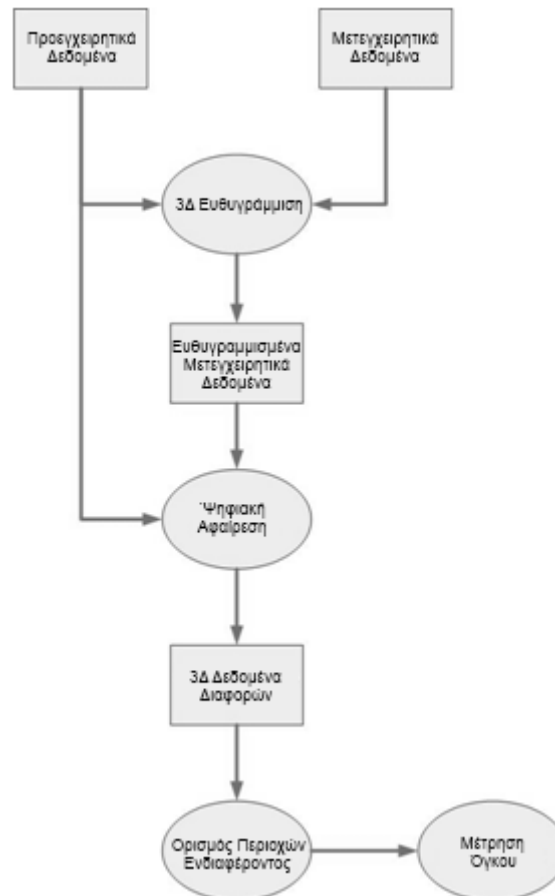 Προεγχειρητικά
Δεδομένα
Μετεγχειρητικά
Δεδομένα
3Δ Ευθυγράμμιση
Ευθυγραμμισμένα
Μετεγχειρητικά
Δεδομένα
Ψηφιακή
Αφαίρεση
3Δ Δεδομένα
Διαφορών
Ορισμός Περιοχών
Ενδιαφέροντος
Μέτρηση
Όγκου